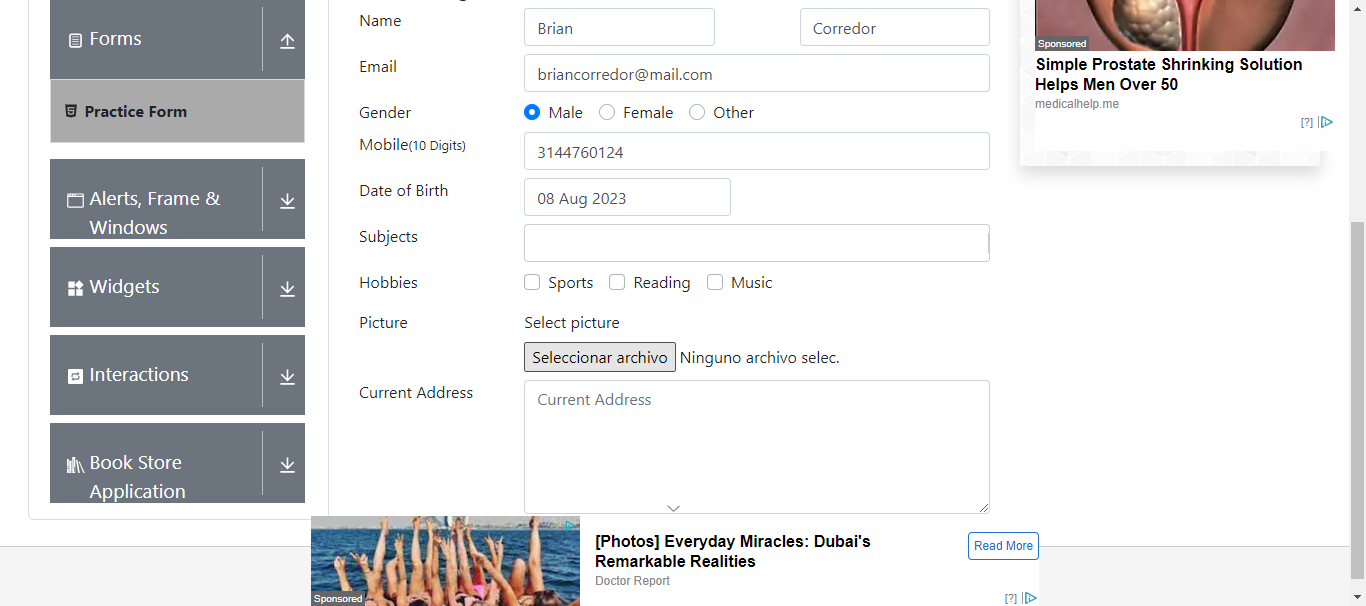 Forms
Practice Form
Alerts, Frame &
Windows
Widgets
Interactions
Book Store
Application
Name
Brian
Corredor
Email
briancorredor@mail.com
Gender
Male
Female
Other
Mobile(10 Digits)
3144760124
Date of Birth
08 Aug 2023
Subjects
Hobbies
Sports
Reading
Music
Picture
Select picture
Seleccionar archivo Ninguno archivo selec.
Current Address
Current Address
Sponsored
Simple Prostate Shrinking Solution
Helps Men Over 50
medicalhelp.me
[?]
Sponsored
[Photos] Everyday Miracles: Dubai's
Remarkable Realities
Doctor Report
Read More
[?]